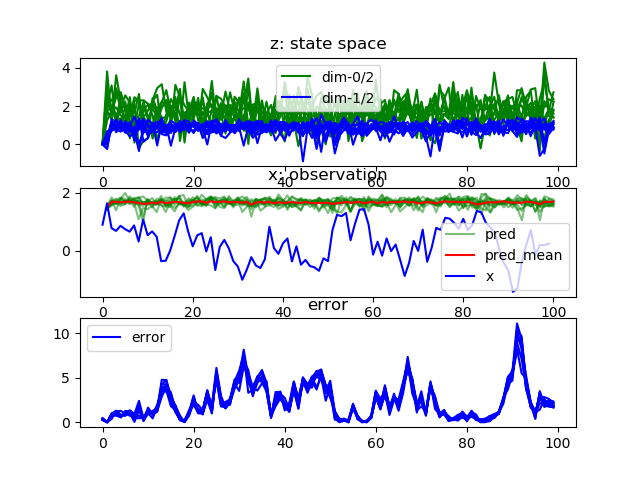 z: state space
4
2
0
dim-0/2
dim-1/2
0 20 40 60 80 100
x: observation
2
0
pred
pred_mean
x
0 20 40 60 80 100
error
10
5
0
error
0 20 40 60 80 100